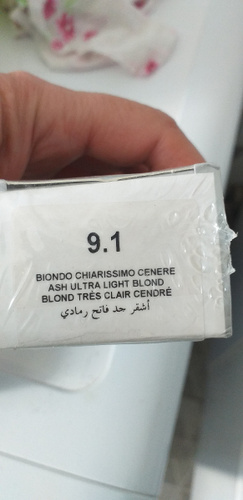 9.1
BIONDO CHIARISSIMO CENERE
ASH ULTRA LIGHT BLOND
BLOND TRÈS CLAIR CENDRÉ
أشقر حد فاتح رمادي